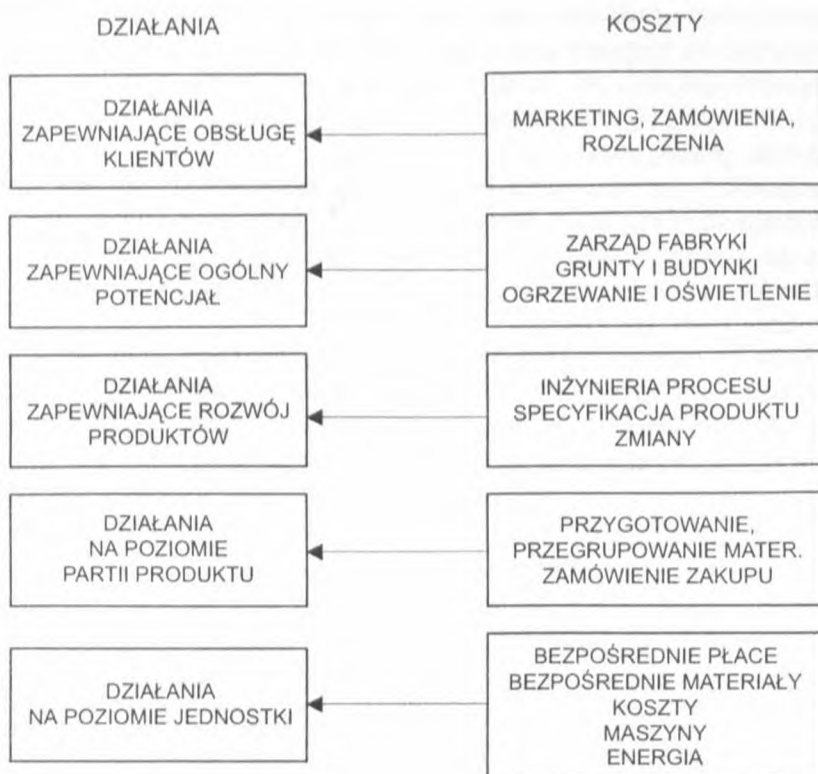 DZIAŁANIA
KOSZTY
DZIAŁANIA
ZAPEWNIAJĄCE OBSŁUGĘ
KLIENTÓW
MARKETING, ZAMÓWIENIA,
ROZLICZENIA
DZIAŁANIA
ZAPEWNIAJĄCE OGÓLNY
POTENCJAŁ
ZARZĄD FABRYKI
GRUNTY I BUDYNKI
OGRZEWANIE I OŚWIETLENIE
DZIAŁANIA
ZAPEWNIAJĄCE ROZWÓJ
PRODUKTÓW
INŻYNIERIA PROCESU
SPECYFIKACJA PRODUKTU
ZMIANY
DZIAŁANIA
NA POZIOMIE
PARTII PRODUKTU
PRZYGOTOWANIE,
PRZEGRUPOWANIE MATER.
ZAMÓWIENIE ZAKUPU
DZIAŁANIA
NA POZIOMIE JEDNOSTKI
BEZPOŚREDNIE PŁACE
BEZPOŚREDNIE MATERIAŁY
KOSZTY
MASZYNY
ENERGIA